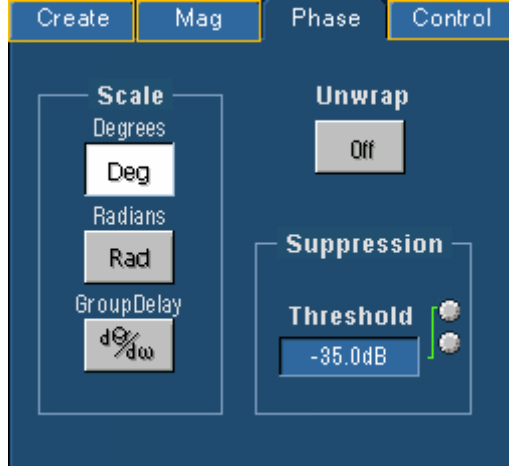 Create Mag Phase Control
Scale
Degrees
Deg
Radians
Rad
GroupDelay
dΘ/dω
Unwrap
Off
Suppression
Threshold
-35.0dB